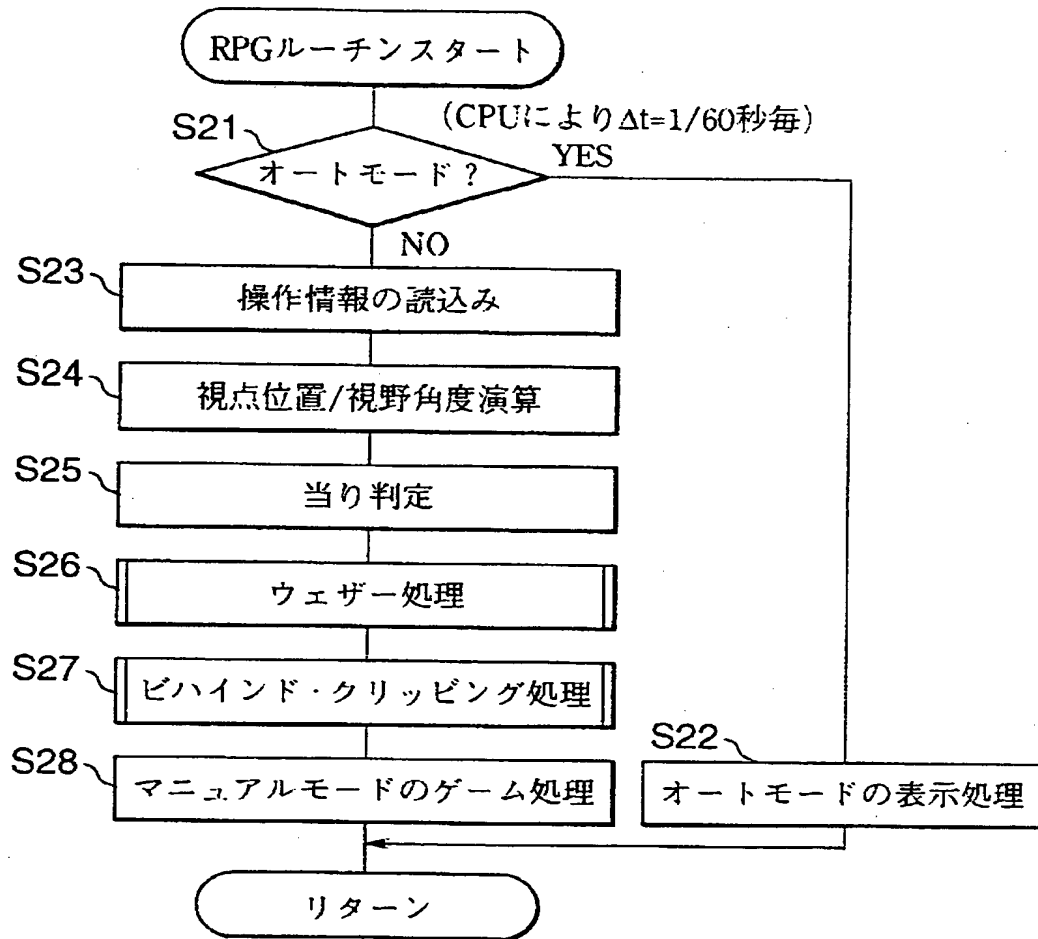 RPGルーチンスタート
(CPUによりΔt=1/60秒毎)
S21
オートモード?
YES
NO
S23
操作情報の読込み
S24
視点位置/視野角度演算
S25
当り判定
S26
ウェザー処理
S27
ビハインド・クリッピング処理
S28
マニュアルモードのゲーム処理
S22
オートモードの表示処理
リターン